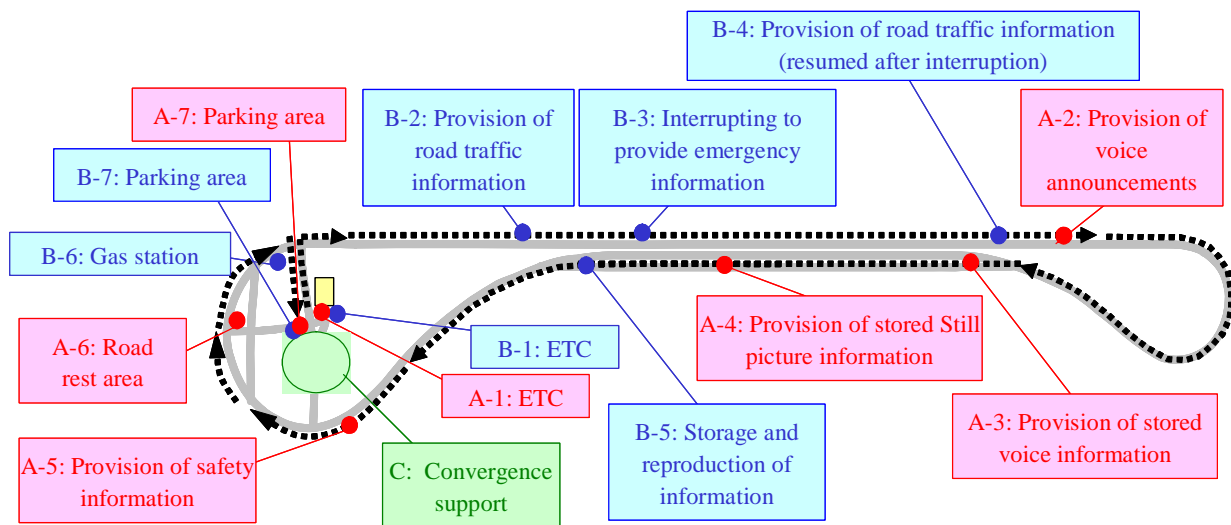 B-4: Provision of road traffic information
(resumed after interruption)
A-7: Parking area
B-2: Provision of
road traffic
information
B-3: Interrupting to
provide emergency
information
A-2: Provision of
voice
announcements
B-7: Parking area
B-6: Gas station
A-6: Road
rest area
B-1: ETC
A-1: ETC
A-4: Provision of stored Still
picture information
A-5: Provision of safety
information
C: Convergence
support
B-5: Storage and
reproduction of
information
A-3: Provision of stored
voice information